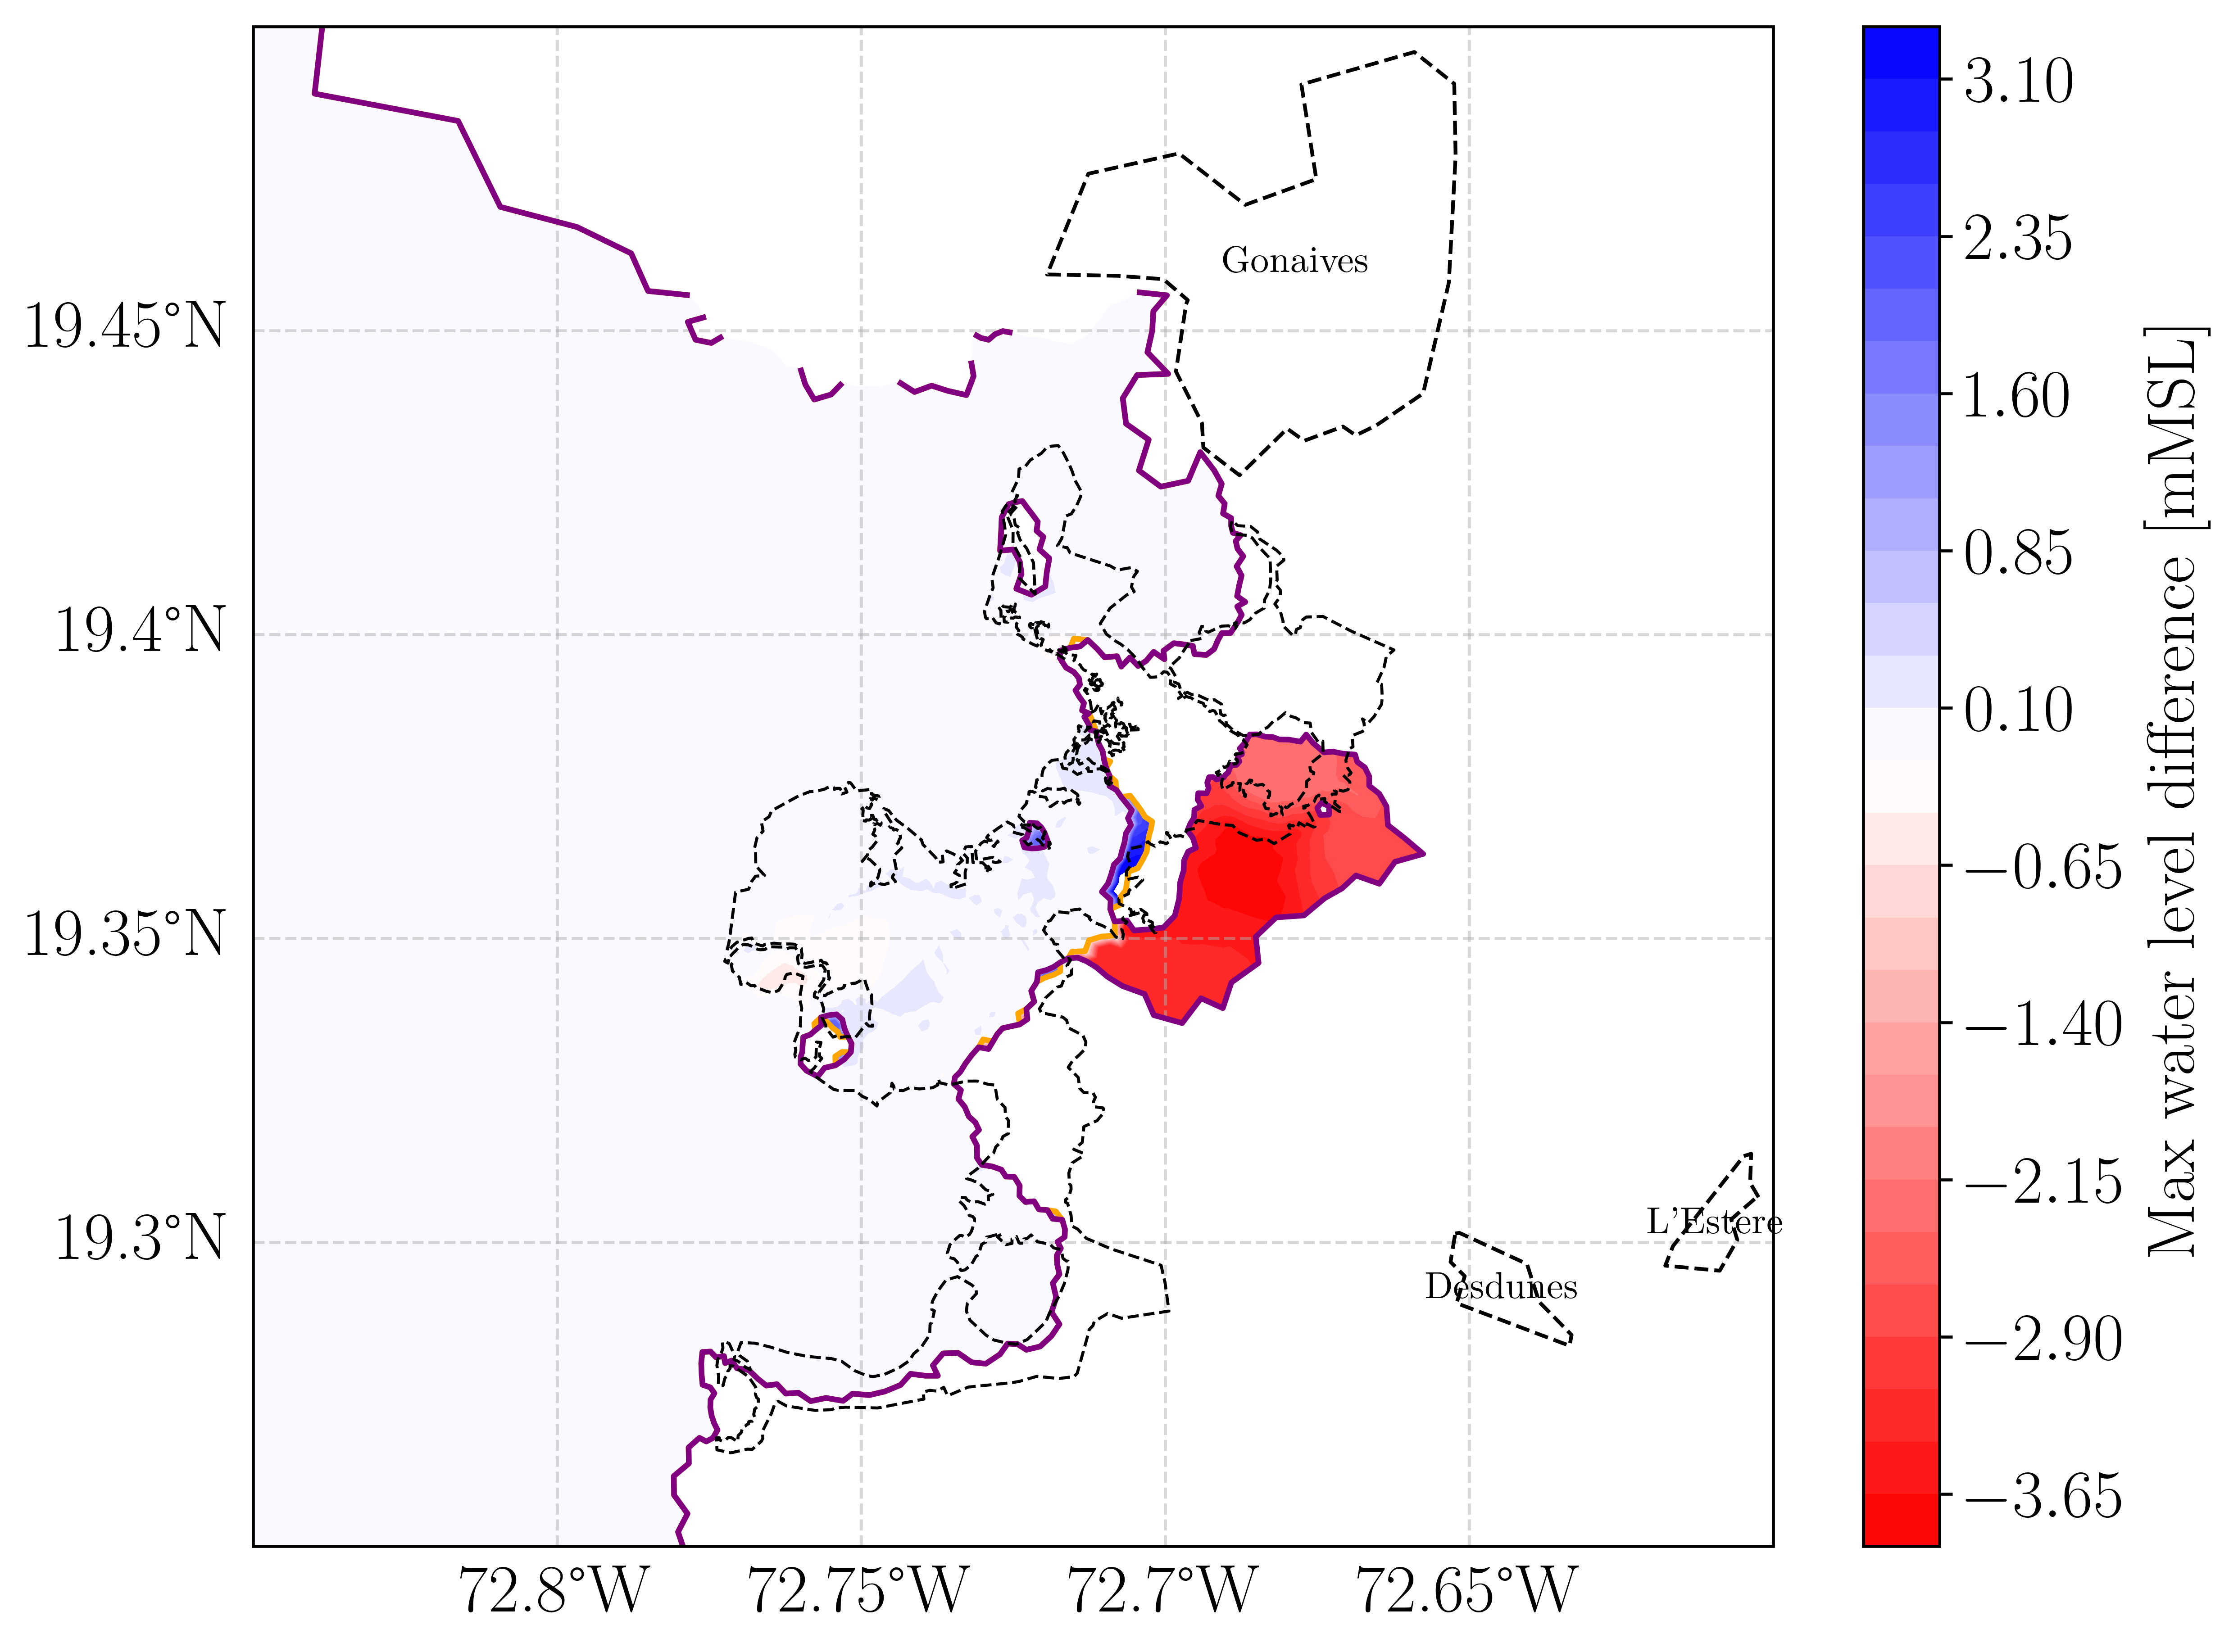 Gonaives
L'Estere
Desdunes
19.45°N
19.4°N
19.35°N
19.3°N
72.8°W
72.75°W
72.7°W
72.65°W
3.10
2.35
1.60
0.85
0.10
−0.65
−1.40
−2.15
−2.90
−3.65
Max water level difference [mMSL]